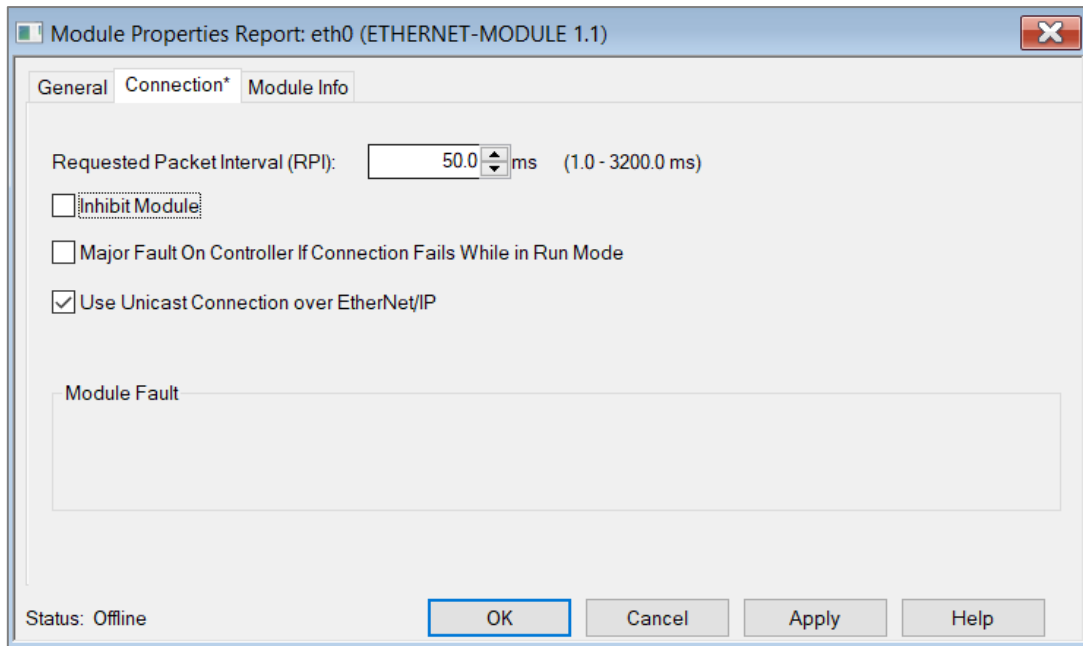 Module Properties Report: eth0 (ETHERNET-MODULE 1.1)
General Connection* Module Info
Requested Packet Interval (RPI): 50.0 ms (1.0 - 3200.0 ms)
Inhibit Module
Major Fault On Controller If Connection Fails While in Run Mode
Use Unicast Connection over EtherNet/IP
Module Fault
Status: Offline OK Cancel Apply Help